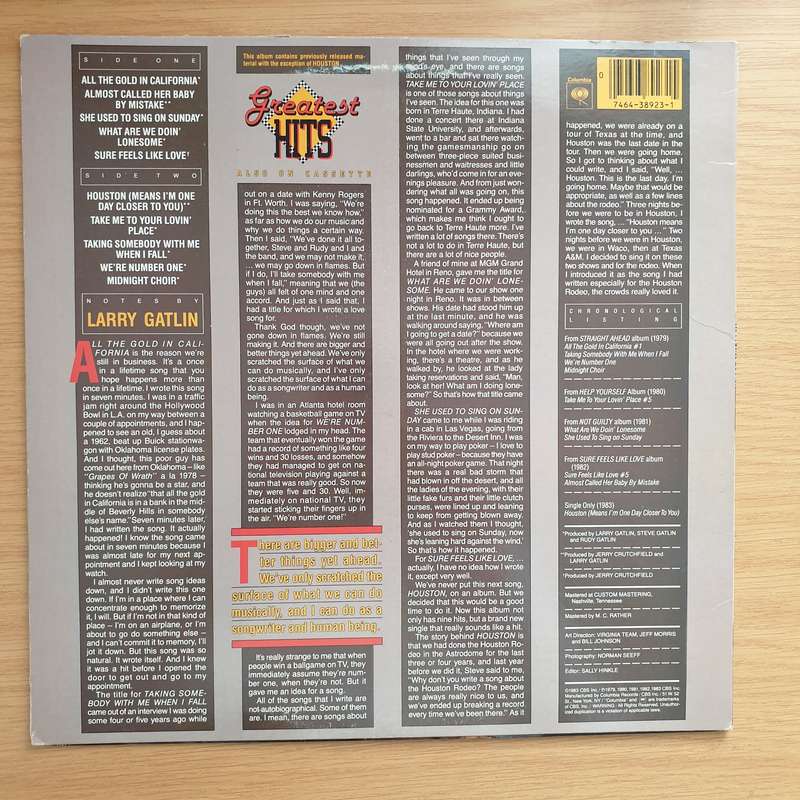 SIDE ONE
ALL THE GOLD IN CALIFORNIA*
ALMOST CALLED HER BABY
BY MISTAKE**
SHE USED TO SING ON SUNDAY*
WHAT ARE WE DOIN'
LONESOME*
SURE FEELS LIKE LOVE†
SIDE TWO
HOUSTON (MEANS I'M ONE
DAY CLOSER TO YOU)**
TAKE ME TO YOUR LOVIN'
PLACE*
TAKING SOMEBODY WITH ME
WHEN I FALL*
WE'RE NUMBER ONE*
MIDNIGHT CHOIR*
NOTES BY
LARRY GATLIN
ALL THE GOLD IN CALI-
FORNIA is the reason we're
still in business. It's a once
in a lifetime song that you
hope happens more than
once in a lifetime. I wrote this song
in seven minutes. I was in a traffic
jam right around the Hollywood
Bowl in L.A. on my way between a
couple of appointments, and I hap-
pened to see an old, I guess about
a 1962, beat up Buick stationwa-
gon with Oklahoma license plates.
And I thought, this poor guy has
come out here from Oklahoma – like
"Grapes Of Wrath" a la 1978 –
thinking he's gonna be a star, and
he doesn't realize "that all the gold
in California is in a bank in the mid-
dle of Beverly Hills in somebody
else's name." Seven minutes later,
I had written the song. It actually
happened! I know the song came
about in seven minutes because I
was almost late for my next ap-
pointment and I kept looking at my
watch.
I almost never write song ideas
down, and I didn't write this one
down. If I'm in a place where I can
concentrate enough to memorize
it, I will. But if I'm not in that kind of
place – I'm on an airplane, or I'm
about to go do something else –
and I can't commit it to memory, I'll
jot it down. But this song was so
natural. It wrote itself. And I knew
it was a hit before I opened the
door to get out and go to my
appointment.
The title for TAKING SOME-
BODY WITH ME WHEN I FALL
came out of an interview I was doing
some four or five years ago while
This album contains previously released ma-
terial with the exception of HOUSTON.
Greatest
HITS
ALSO ON CASSETTE
out on a date with Kenny Rogers
in Ft. Worth. I was saying, "We're
doing this the best we know how,"
as far as how we do our music and
why we do things a certain way.
Then I said, "We've done it all to-
gether, Steve and Rudy and I and
the band, and we may not make it.
... we may go down in flames. But
if I do, I'll take somebody with me
when I fall," meaning that we (the
guys) all felt of one mind and one
accord. And just as I said that, I
had a title for which I wrote a love
song for.
Thank God though, we've not
gone down in flames. We're still
making it. And there are bigger and
better things yet ahead. We've only
scratched the surface of what we
can do musically, and I've only
scratched the surface of what I can
do as a songwriter and as a human
being.
I was in an Atlanta hotel room
watching a basketball game on TV
when the idea for WE'RE NUM-
BER ONE lodged in my head. The
team that eventually won the game
had a record of something like four
wins and 30 losses, and somehow
they had managed to get on na-
tional television playing against a
team that was really good. So now
they were five and 30. Well, im-
mediately on national TV, they
started sticking their fingers up in
the air. "We're number one!"
There are bigger and bet-
ter things yet ahead.
We've only scratched the
surface of what we can do
musically, and I can do as a
songwriter and human being.
It's really strange to me that when
people win a ballgame on TV, they
immediately assume they're num-
ber one, when they're not. But it
gave me an idea for a song.
All of the songs that I write are
not-autobiographical. Some of them
are. I mean, there are songs about
things that I've seen through my
mind's-eye, and there are songs
about things that I've really seen.
TAKE ME TO YOUR LOVIN' PLACE
is one of those songs about things
I've seen. The idea for this one was
born in Terre Haute, Indiana. I had
done a concert there at Indiana
State University, and afterwards,
went to a bar and sat there watch-
ing the gamesmanship go on
between three-piece suited busi-
nessmen and waitresses and little
darlings, who'd come in for an eve-
nings pleasure. And from just won-
dering what all was going on, this
song happened. It ended up being
nominated for a Grammy Award,
which makes me think I ought to
go back to Terre Haute more. I've
written a lot of songs there. There's
not a lot to do in Terre Haute, but
there are a lot of nice people.
A friend of mine at MGM Grand
Hotel in Reno, gave me the title for
WHAT ARE WE DOIN' LONE-
SOME. He came to our show one
night in Reno. It was in between
shows. His date had stood him up
at the last minute, and he was
walking around saying, "Where am
I going to get a date?" because we
were all going out after the show.
In the hotel where we were work-
ing, there's a theatre, and as he
walked by, he looked at the lady
taking reservations and said, "Man,
look at her! What am I doing lone-
some?" So that's how that title came
about.
SHE USED TO SING ON SUN-
DAY came to me while I was riding
in a cab in Las Vegas, going from
the Riviera to the Desert Inn. I was
on my way to play poker – I love to
play stud poker – because they have
an all-night poker game. That night
there was a real bad storm that
had blown in off the desert, and all
the ladies of the evening, with their
little fake furs and their little clutch
purses, were lined up and leaning
to keep from getting blown away.
And as I watched them I thought,
'she used to sing on Sunday, now
she's leaning hard against the wind.'
So that's how it happened.
For SURE FEELS LIKE LOVE, ...
actually, I have no idea how I wrote
it, except very well.
We've never put this next song,
HOUSTON, on an album. But we
decided that this would be a good
time to do it. Now this album not
only has nine hits, but a brand new
single that really sounds like a hit.
The story behind HOUSTON is
that we had done the Houston Ro-
deo in the Astrodome for the last
three or four years, and last year
before we did it, Steve said to me,
"Why don't you write a song about
the Houston Rodeo? The people
are always really nice to us, and
we've ended up breaking a record
every time we've been there." As it
Columbia
0
7464-38923-1
happened, we were already on a
tour of Texas at the time, and
Houston was the last date in the
tour. Then we were going home.
So I got to thinking about what I
could write, and I said, "Well, ...
Houston. This is the last day. I'm
going home. Maybe that would be
appropriate, as well as a few lines
about the rodeo." Three nights be-
fore we were to be in Houston, I
wrote the song, ... "Houston means
I'm one day closer to you ..." Two
nights before we were in Houston,
we were in Waco, then at Texas
A&M. I decided to sing it on these
two shows and for the rodeo. When
I introduced it as the song I had
written especially for the Houston
Rodeo, the crowds really loved it.
CHRONOLOGICAL
LISTING
From STRAIGHT AHEAD album (1979)
All The Gold In California #1
Taking Somebody With Me When I Fall
We're Number One
Midnight Choir
From HELP YOURSELF Album (1980)
Take Me To Your Lovin' Place #5
From NOT GUILTY album (1981)
What Are We Doin' Lonesome
She Used To Sing On Sunday
From SURE FEELS LIKE LOVE album
(1982)
Sure Feels Like Love #5
Almost Called Her Baby By Mistake
Single Only (1983)
Houston (Means I'm One Day Closer To You)
*Produced by LARRY GATLIN, STEVE GATLIN
and RUDY GATLIN
**Produced by JERRY CRUTCHFIELD and
LARRY GATLIN
†Produced by JERRY CRUTCHFIELD
Mastered at CUSTOM MASTERING,
Nashville, Tennessee
Mastered by M. C. RATHER
Art Direction: VIRGINIA TEAM, JEFF MORRIS
and BILL JOHNSON
Photography: NORMAN SEEFF
Editor: SALLY HINKLE
©1983 CBS Inc./ ℗1979, 1980, 1981, 1982, 1983 CBS Inc./
Manufactured by Columbia Records /CBS Inc./ 51 W. 52
St., New York, N.Y./ "Columbia" and are trademarks of
CBS Inc./ WARNING: All Rights Reserved. Unauthor-
ized duplication is a violation of applicable laws.